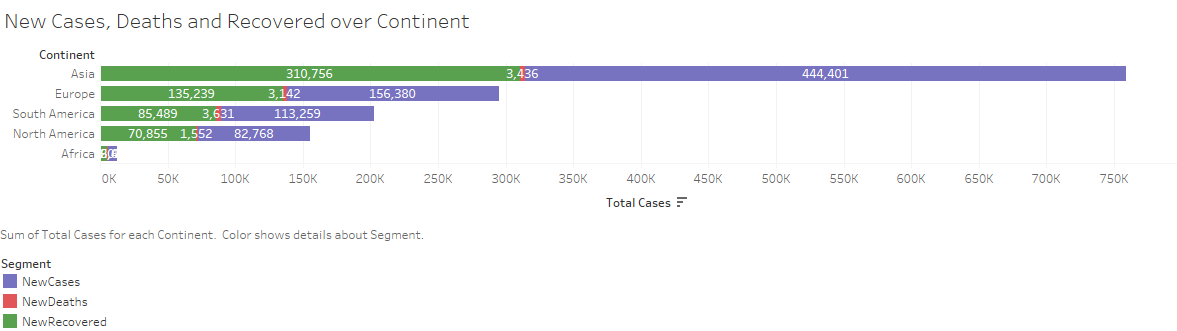 New Cases, Deaths and Recovered over Continent
Continent
Asia 310,756 3,436 444,401
Europe 135,239 3,142 156,380
South America 85,489 3,631 113,259
North America 70,855 1,552 82,768
Africa
0K 50K 100K 150K 200K 250K 300K 350K 400K 450K 500K 550K 600K 650K 700K 750K
Total Cases
Sum of Total Cases for each Continent. Color shows details about Segment.
Segment
NewCases
NewDeaths
NewRecovered